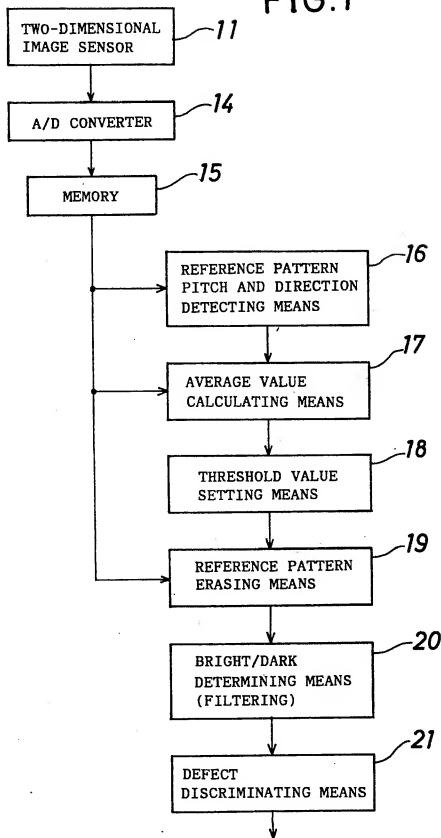 FIG.1
TWO-DIMENSIONAL
IMAGE SENSOR
11
A/D CONVERTER
14
MEMORY
15
REFERENCE PATTERN
PITCH AND DIRECTION
DETECTING MEANS
16
AVERAGE VALUE
CALCULATING MEANS
17
THRESHOLD VALUE
SETTING MEANS
18
REFERENCE PATTERN
ERASING MEANS
19
BRIGHT/DARK
DETERMINING MEANS
(FILTERING)
20
DEFECT
DISCRIMINATING MEANS
21